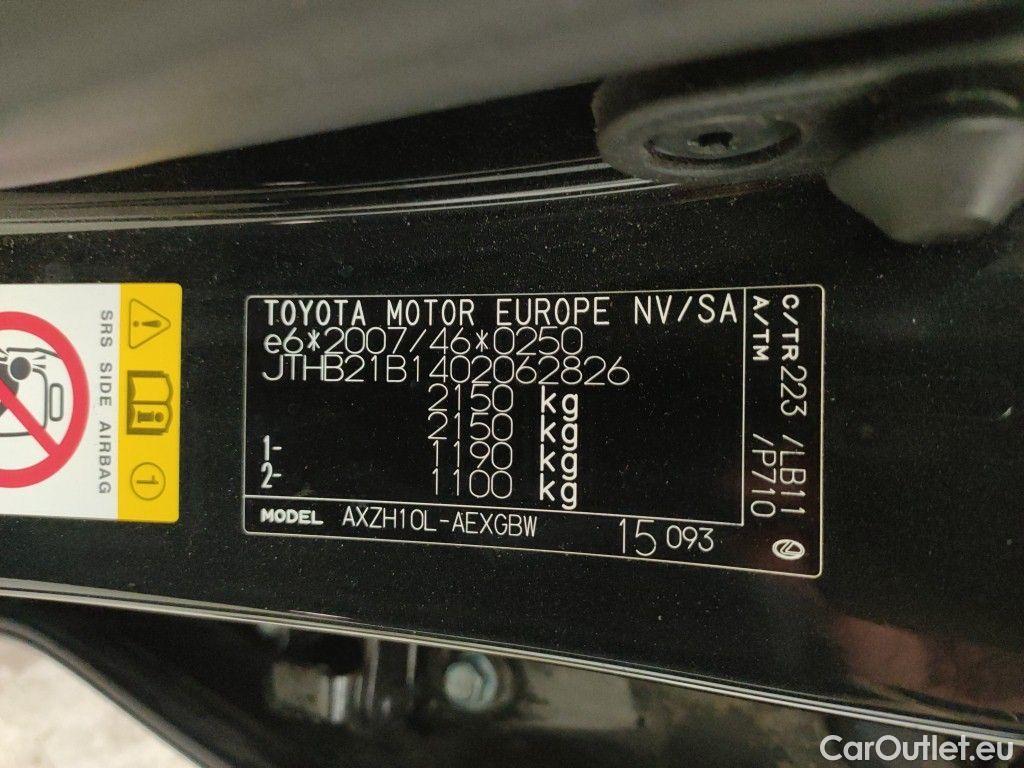 TOYOTA MOTOR EUROPE NV/SA
e6*2007/46*0250
JTHB21B1402062826
2150 kg
2150 kg
1- 1190 kg
2- 1100 kg
MODEL AXZH10L-AEXGBW 15 093
C/TR223 /LB11
A/TM /P710
SRS SIDE AIRBAG
1
CarOutlet.eu